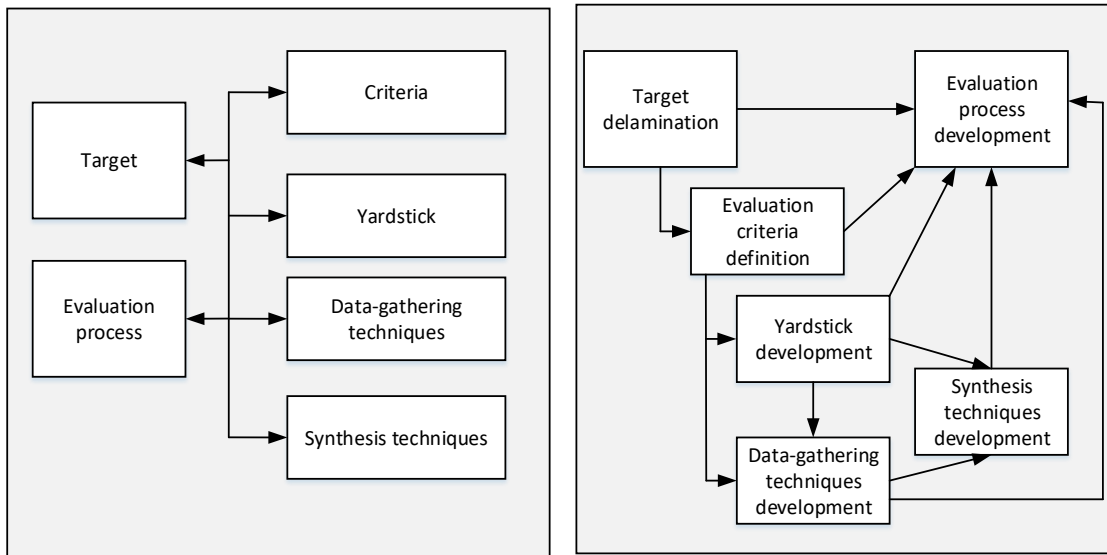 Criteria
Target
Yardstick
Evaluation
process
Data-gathering
techniques
Synthesis techniques
Target
delamination
Evaluation
process
development
Evaluation
criteria
definition
Yardstick
development
Synthesis
techniques
development
Data-gathering
techniques
development